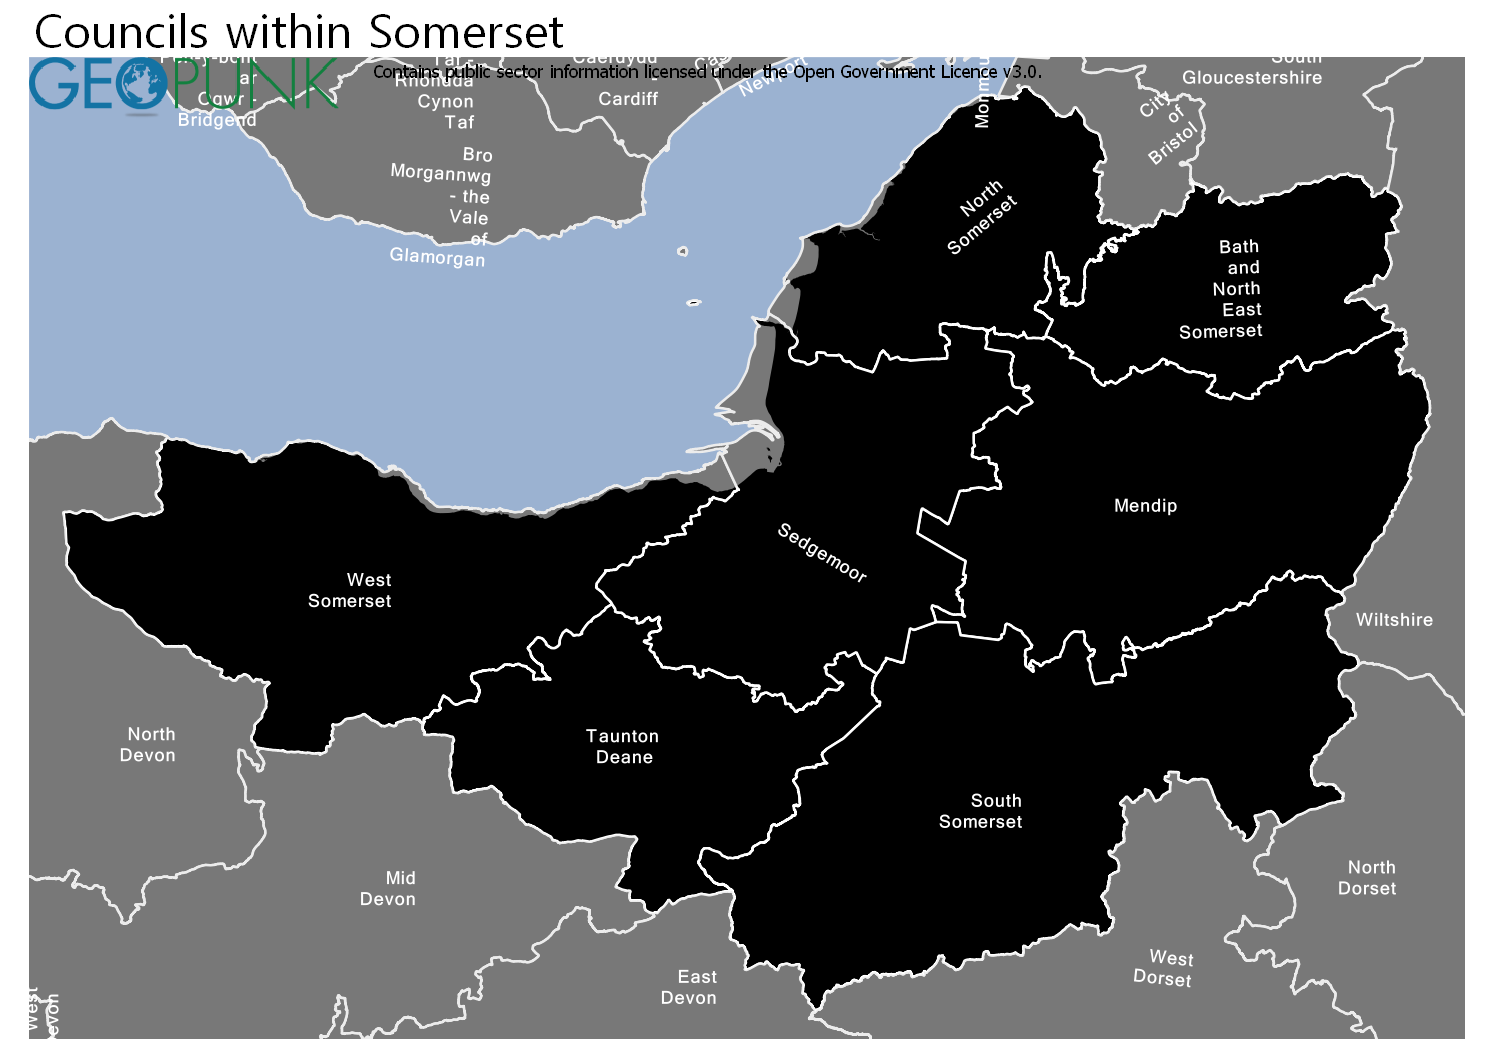 Councils within Somerset
GEOPUNK
Contains public sector information licensed under the Open Government Licence v3.0.
ar
Ogwr -
Bridgend
Rhondda
Cynon
Taf
Caerdydd
-
Cardiff
Newport
South
Gloucestershire
City
of
Bristol
Bro
Morgannwg
- the
Vale
of
Glamorgan
North
Somerset
Bath
and
North
East
Somerset
Mendip
Sedgemoor
West
Somerset
Wiltshire
North
Devon
Taunton
Deane
South
Somerset
Mid
Devon
North
Dorset
East
Devon
West
Dorset
West